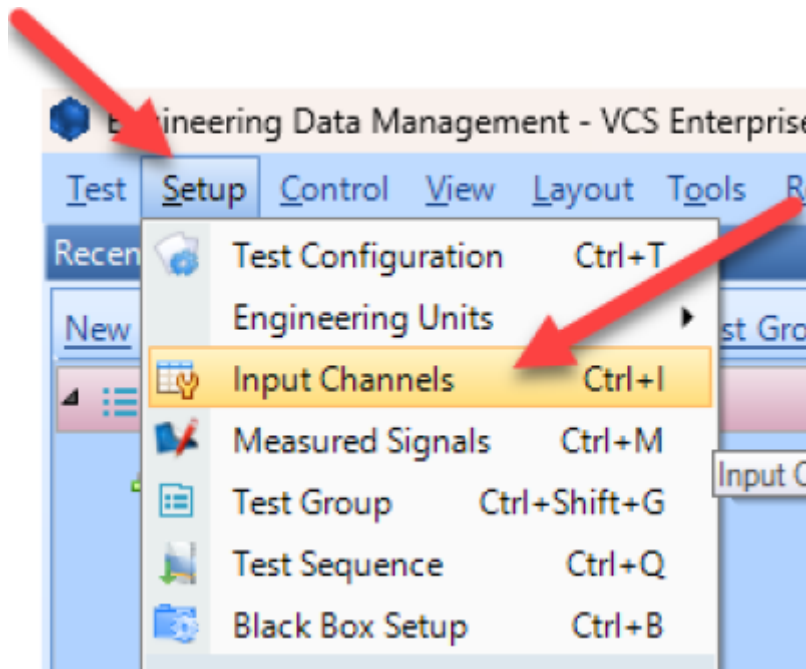 Engineering Data Management - VCS Enterprise
Test Setup Control View Layout Tools
Recen
New st Gro
Test Configuration Ctrl+T
Engineering Units
Input Channels Ctrl+I
Measured Signals Ctrl+M
Input
Test Group Ctrl+Shift+G
Test Sequence Ctrl+Q
Black Box Setup Ctrl+B